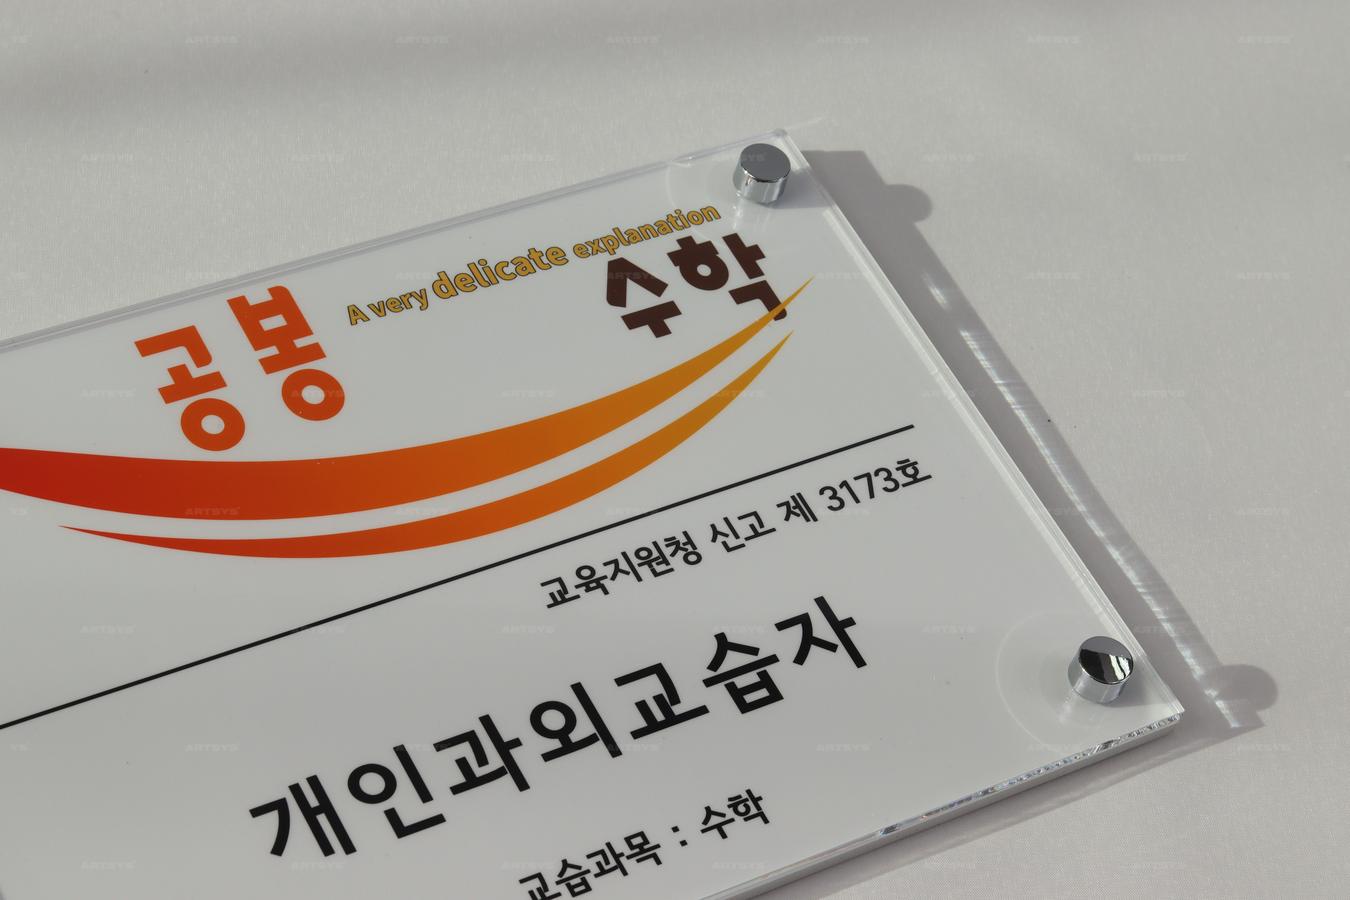 A very delicate explanation
공봉 수학
교육지원청 신고 제 3173호
개인과외교습자
교습과목 : 수학
ARTSYS